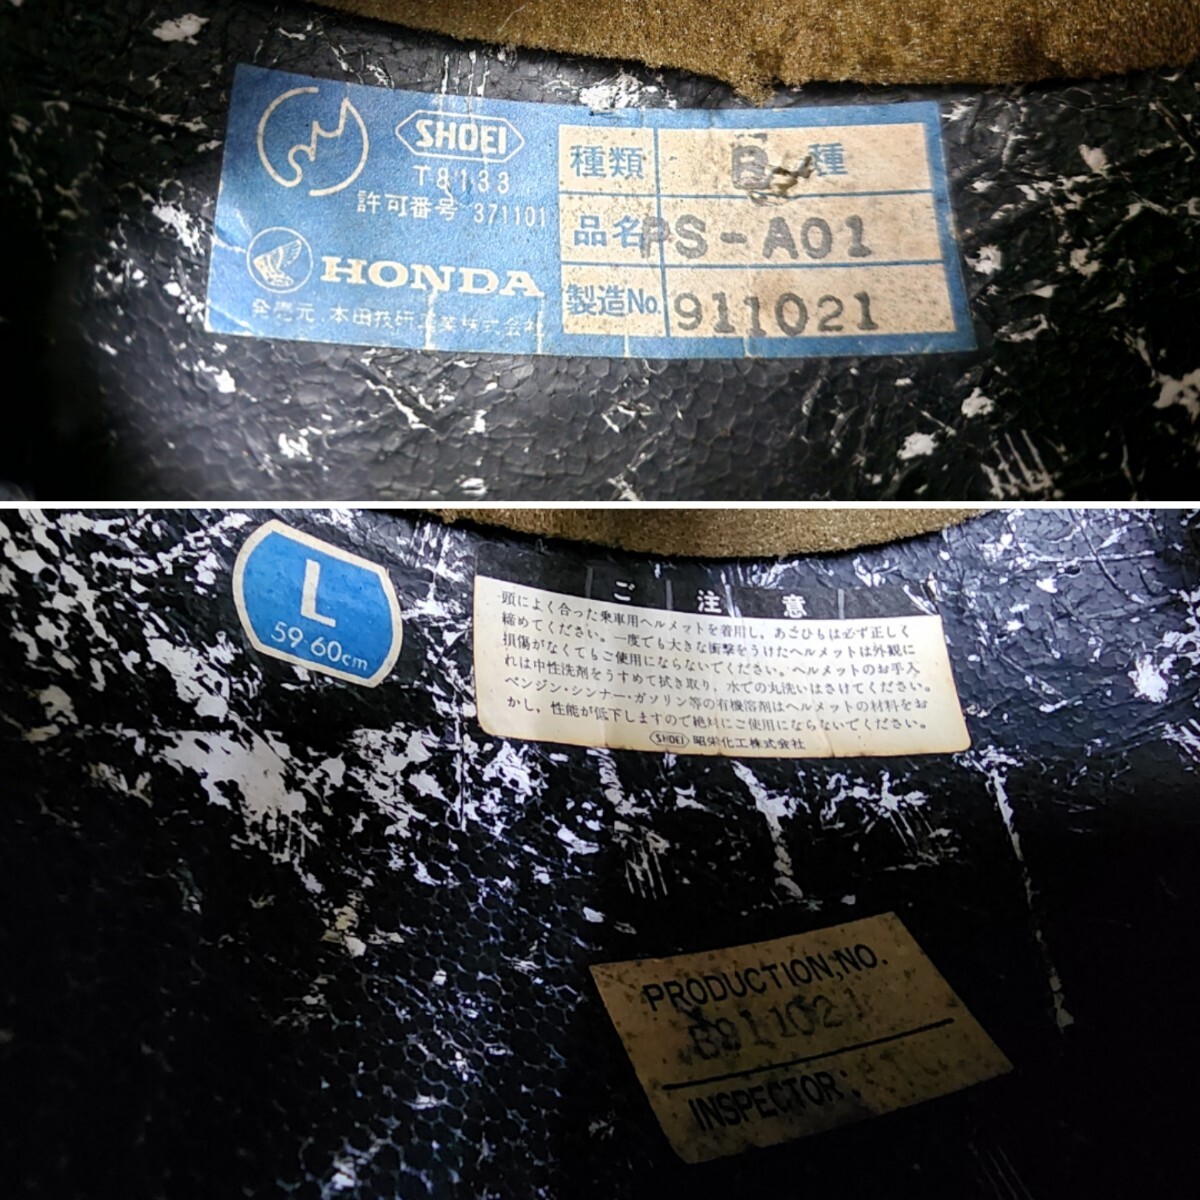 SHOEI
T8133
許可番号 371101
HONDA
発売元 本田技研工業株式会社
種類 B 種
品名 PS-A01
製造No. 911021
L
59-60cm
ご注意
頭によく合った乗車用ヘルメットを着用し、あごひもは必ず正しく
締めてください。一度でも大きな衝撃をうけたヘルメットは外観に
損傷がなくてもご使用にならないでください。ヘルメットのお手入
れは中性洗剤をうすめて拭き取り、水での丸洗いはさけてください。
ベンジン・シンナー・ガソリン等の有機溶剤はヘルメットの材料をお
かし、性能が低下しますので絶対にご使用にならないでください。
SHOEI 昭栄化工株式会社
PRODUCTION, NO.
B911021
INSPECTOR: